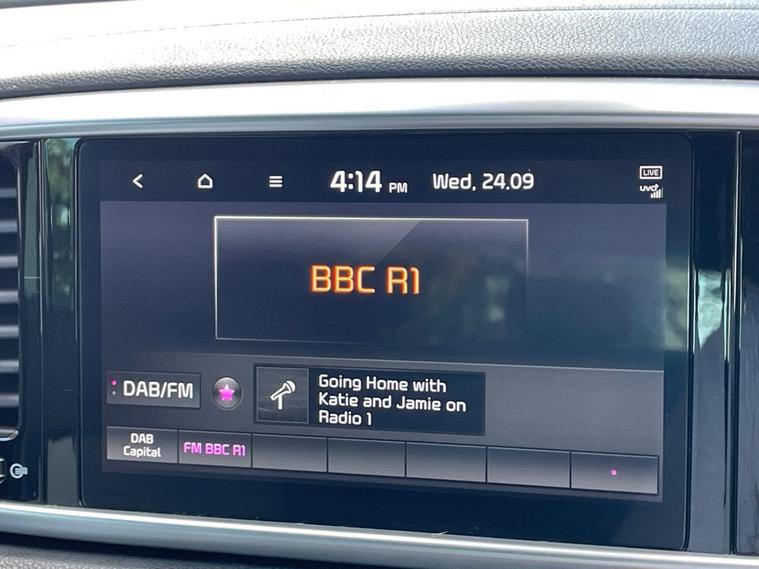 4:14 PM Wed, 24.09
LIVE
UVO
BBC R1
DAB/FM
Going Home with
Katie and Jamie on
Radio 1
DAB
Capital
FM BBC R1